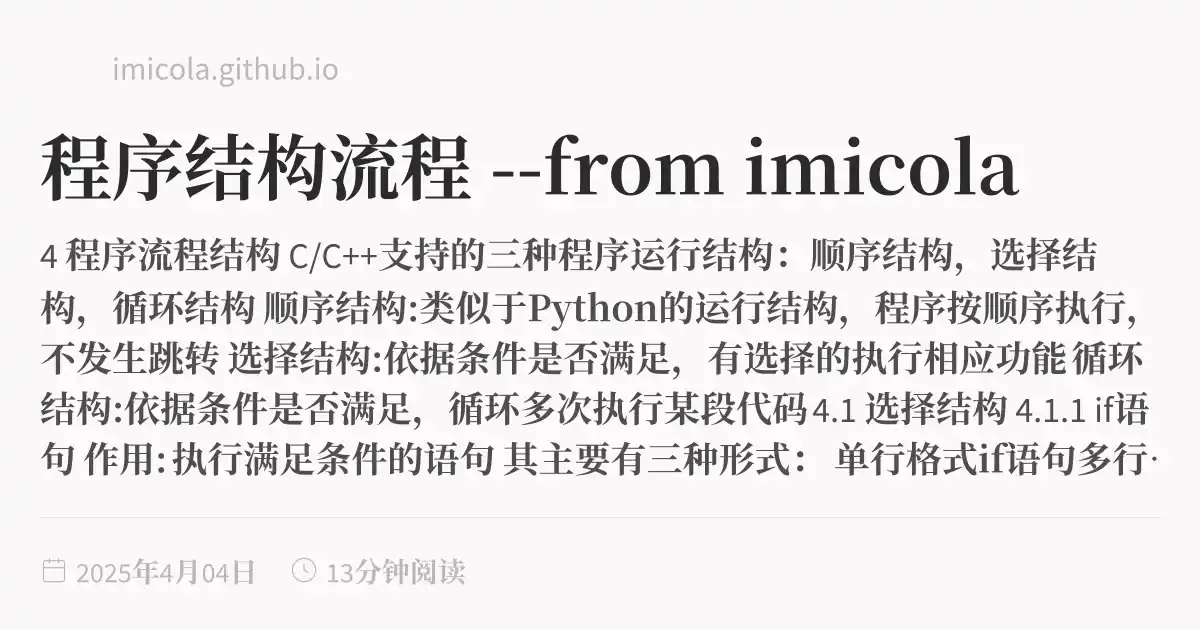 imicola.github.io
程序结构流程 --from imicola
4 程序流程结构 C/C++支持的三种程序运行结构：顺序结构，选择结
构，循环结构 顺序结构:类似于Python的运行结构，程序按顺序执行，
不发生跳转 选择结构:依据条件是否满足，有选择的执行相应功能 循环
结构:依据条件是否满足，循环多次执行某段代码 4.1 选择结构 4.1.1 if语
句 作用: 执行满足条件的语句 其主要有三种形式： 单行格式if语句多行·
2025年4月04日 13分钟阅读